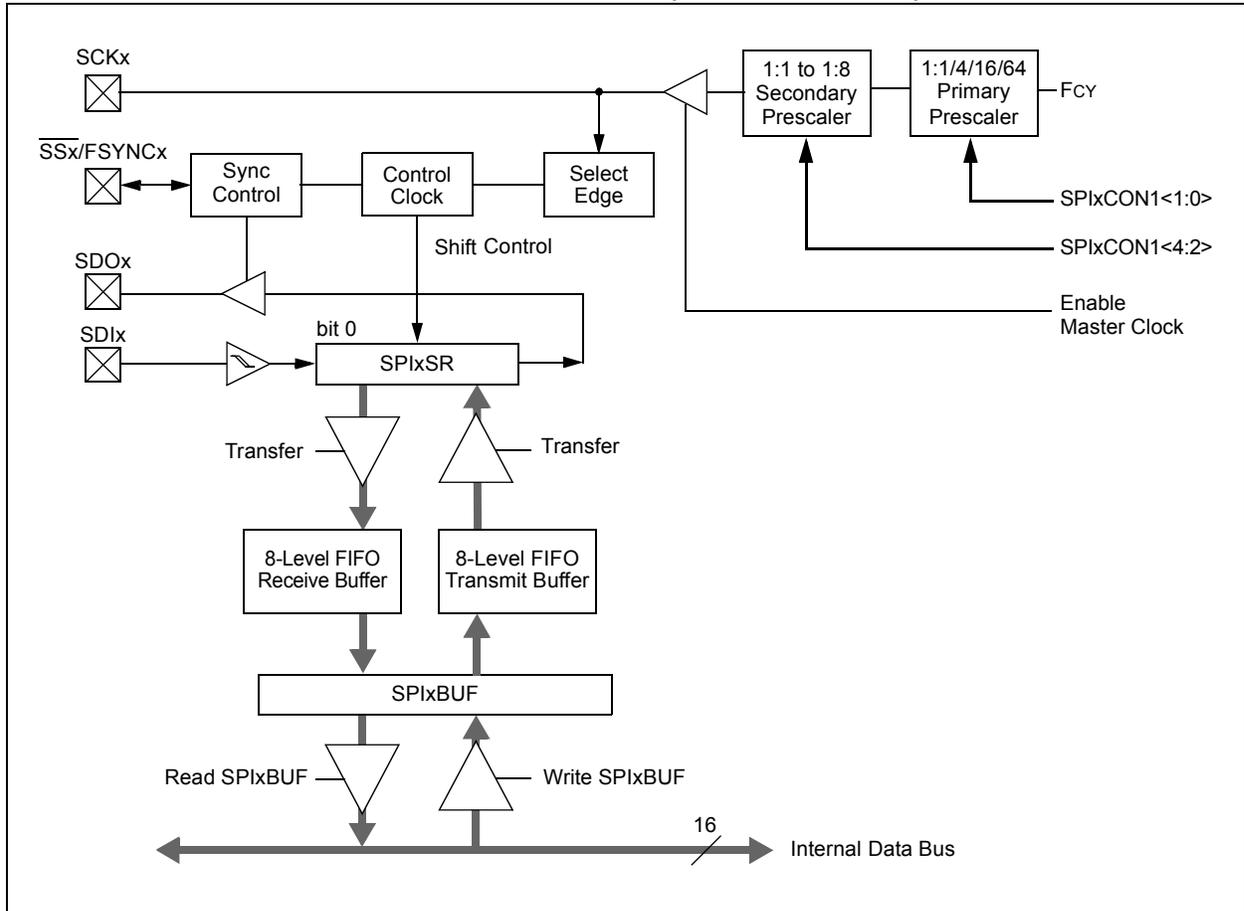 SCKx
1:1 to 1:8
Secondary
Prescaler
1:1/4/16/64
Primary
Prescaler
FCY
SSx/FSYNCx
Sync
Control
Control
Clock
Select
Edge
SPIxCON1<1:0>
Shift Control
SPIxCON1<4:2>
SDOx
Enable
Master Clock
SDIx
bit 0
SPIxSR
Transfer
Transfer
8-Level FIFO
Receive Buffer
8-Level FIFO
Transmit Buffer
SPIxBUF
Read SPIxBUF
Write SPIxBUF
16
Internal Data Bus